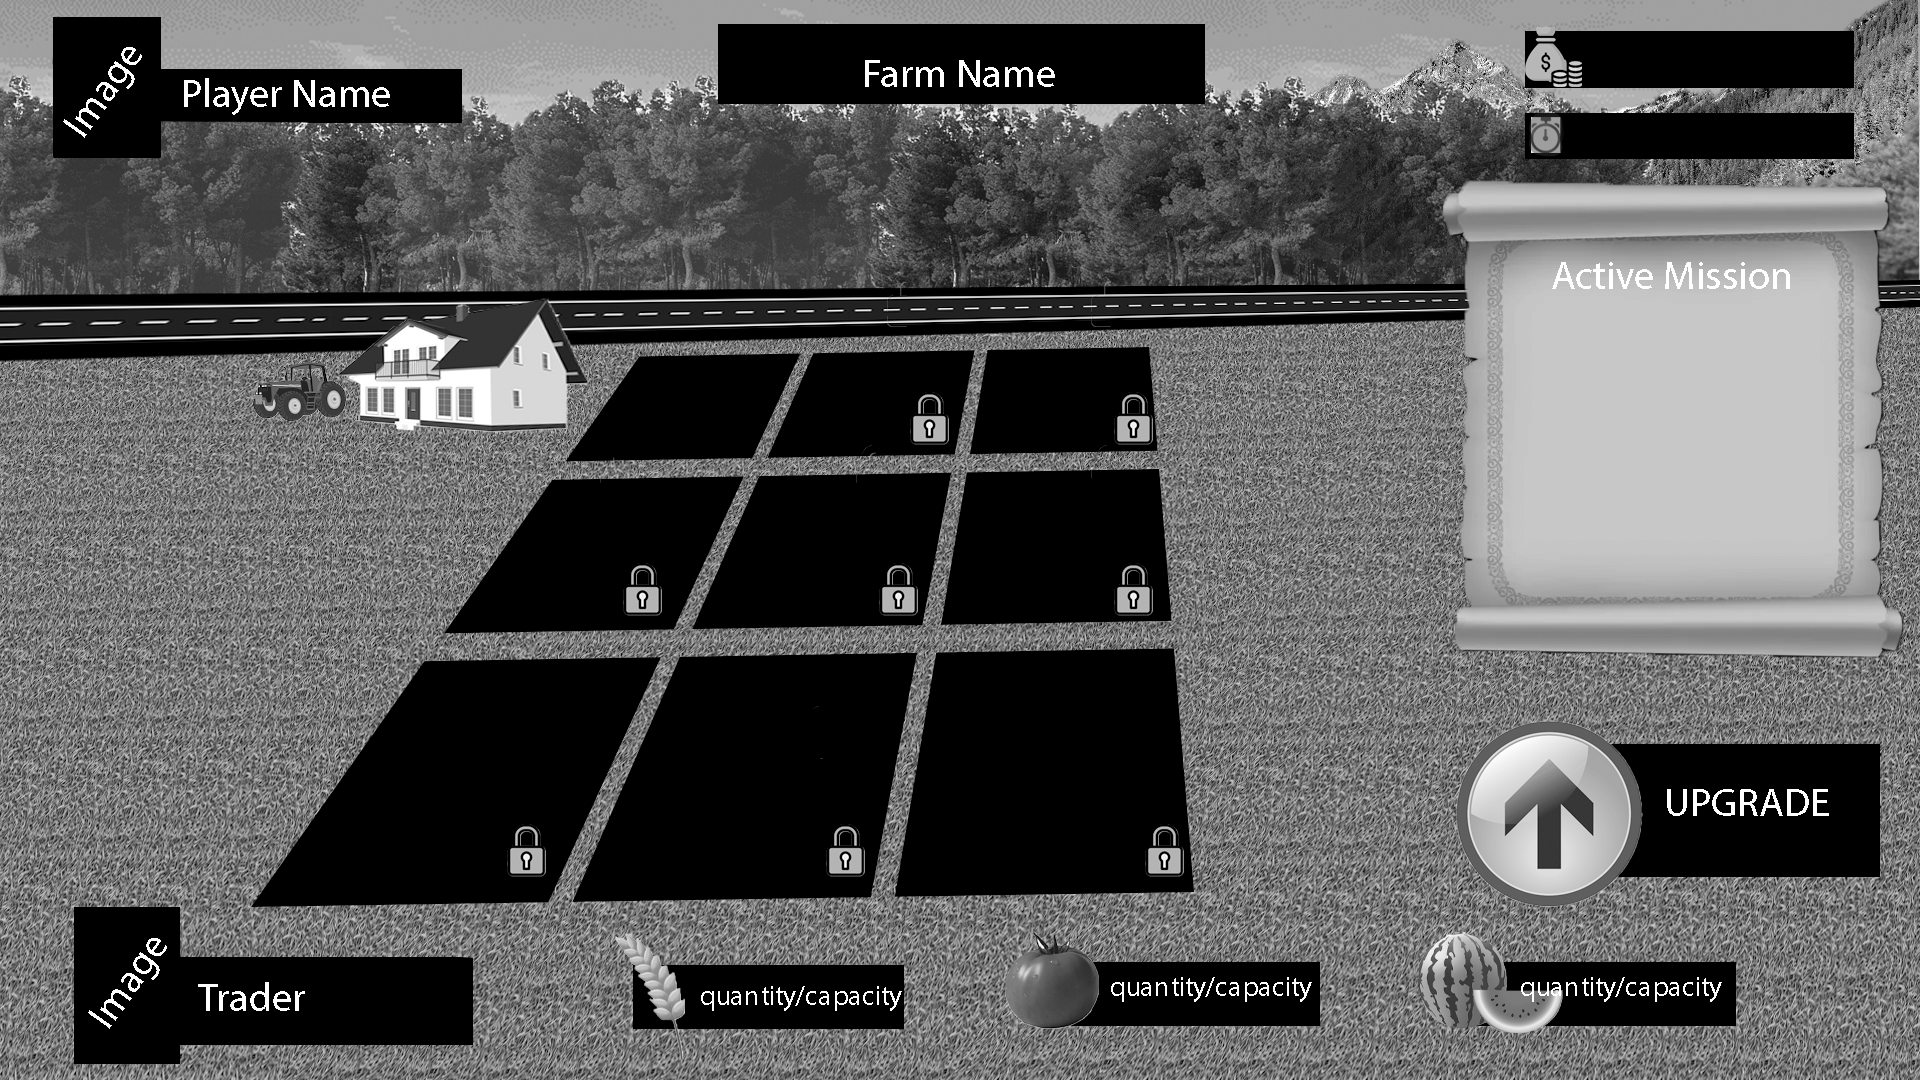 Image
Player Name
Farm Name
$
Active Mission
UPGRADE
Image
Trader
quantity/capacity
quantity/capacity
quantity/capacity